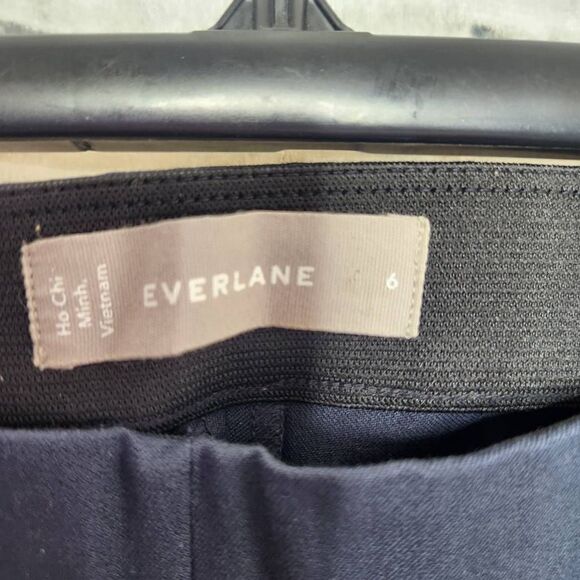 Ho Chi
Minh,
Vietnam
EVERLANE
6